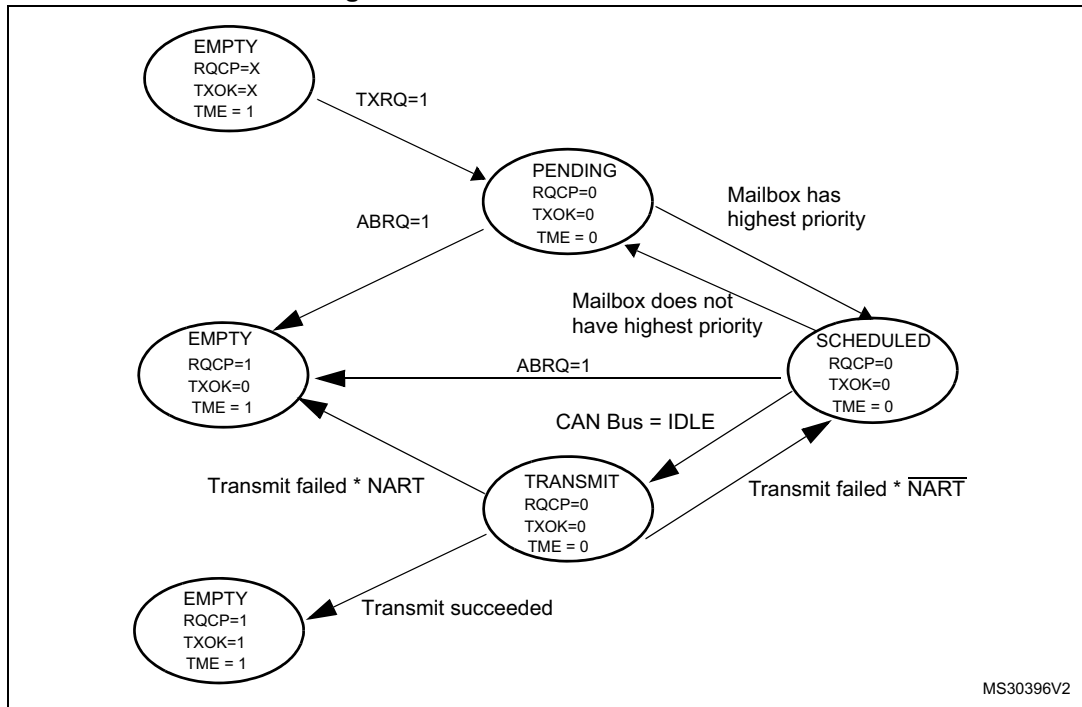 EMPTY
RQCP=X
TXOK=X
TME = 1
TXRQ=1
PENDING
RQCP=0
TXOK=0
TME = 0
Mailbox has
highest priority
ABRQ=1
Mailbox does not
have highest priority
EMPTY
RQCP=1
TXOK=0
TME = 1
ABRQ=1
SCHEDULED
RQCP=0
TXOK=0
TME = 0
CAN Bus = IDLE
Transmit failed * NART
TRANSMIT
RQCP=0
TXOK=0
TME = 0
Transmit failed * N̅A̅R̅T̅
EMPTY
RQCP=1
TXOK=1
TME = 1
Transmit succeeded
MS30396V2